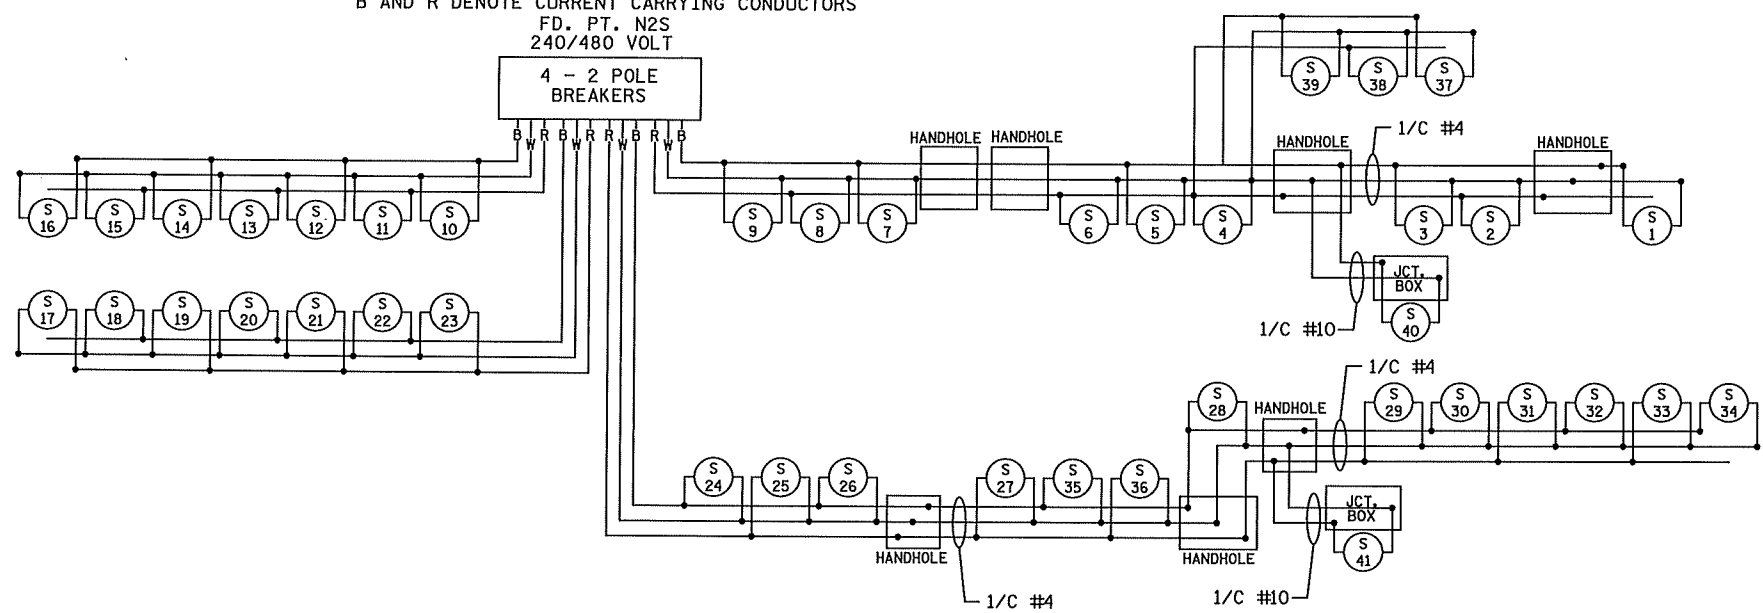 B AND R DENOTE CURRENT CARRYING CONDUCTORS
FD. PT. N2S
240/480 VOLT
4 - 2 POLE
BREAKERS
B W R B W R R W B R W B
S 39
S 38
S 37
HANDHOLE
HANDHOLE
HANDHOLE
1/C #4
HANDHOLE
S 16
S 15
S 14
S 13
S 12
S 11
S 10
S 9
S 8
S 7
S 6
S 5
S 4
S 3
S 2
S 1
JCT. BOX
1/C #10
S 40
S 17
S 18
S 19
S 20
S 21
S 22
S 23
1/C #4
S 28
HANDHOLE
S 29
S 30
S 31
S 32
S 33
S 34
S 24
S 25
S 26
S 27
S 35
S 36
JCT. BOX
S 41
HANDHOLE
HANDHOLE
1/C #4
1/C #10